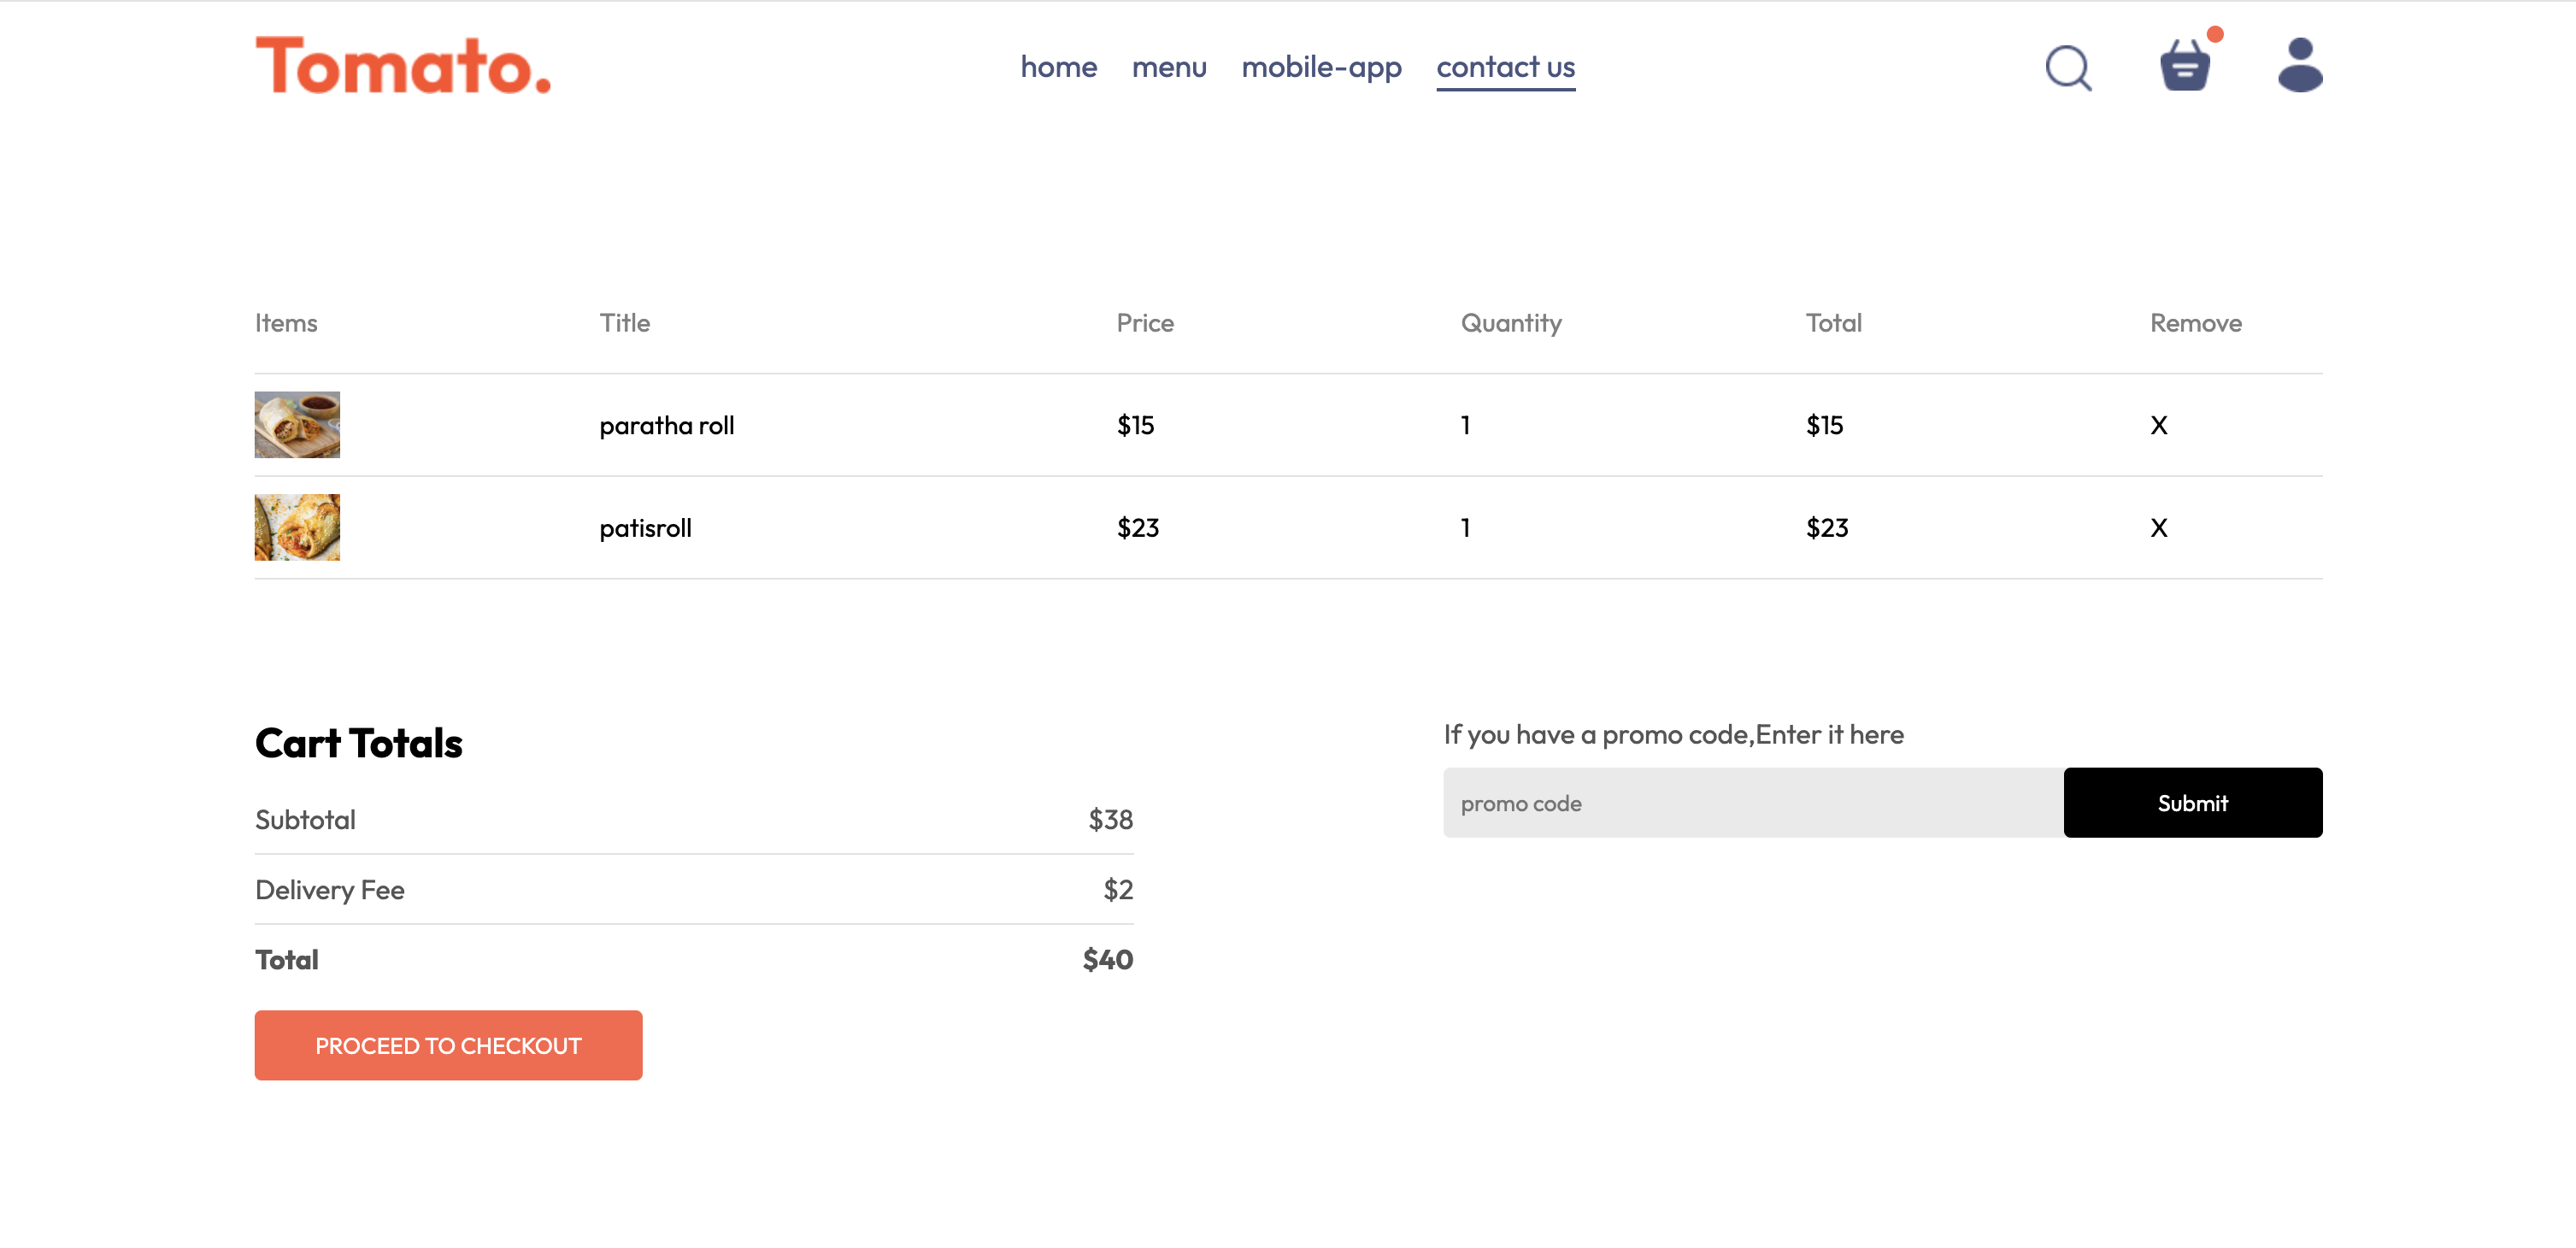 Tomato.
home menu mobile-app contact us
Items Title Price Quantity Total Remove
paratha roll $15 1 $15 X
patisroll $23 1 $23 X
Cart Totals
Subtotal $38
Delivery Fee $2
Total $40
PROCEED TO CHECKOUT
If you have a promo code,Enter it here
promo code Submit